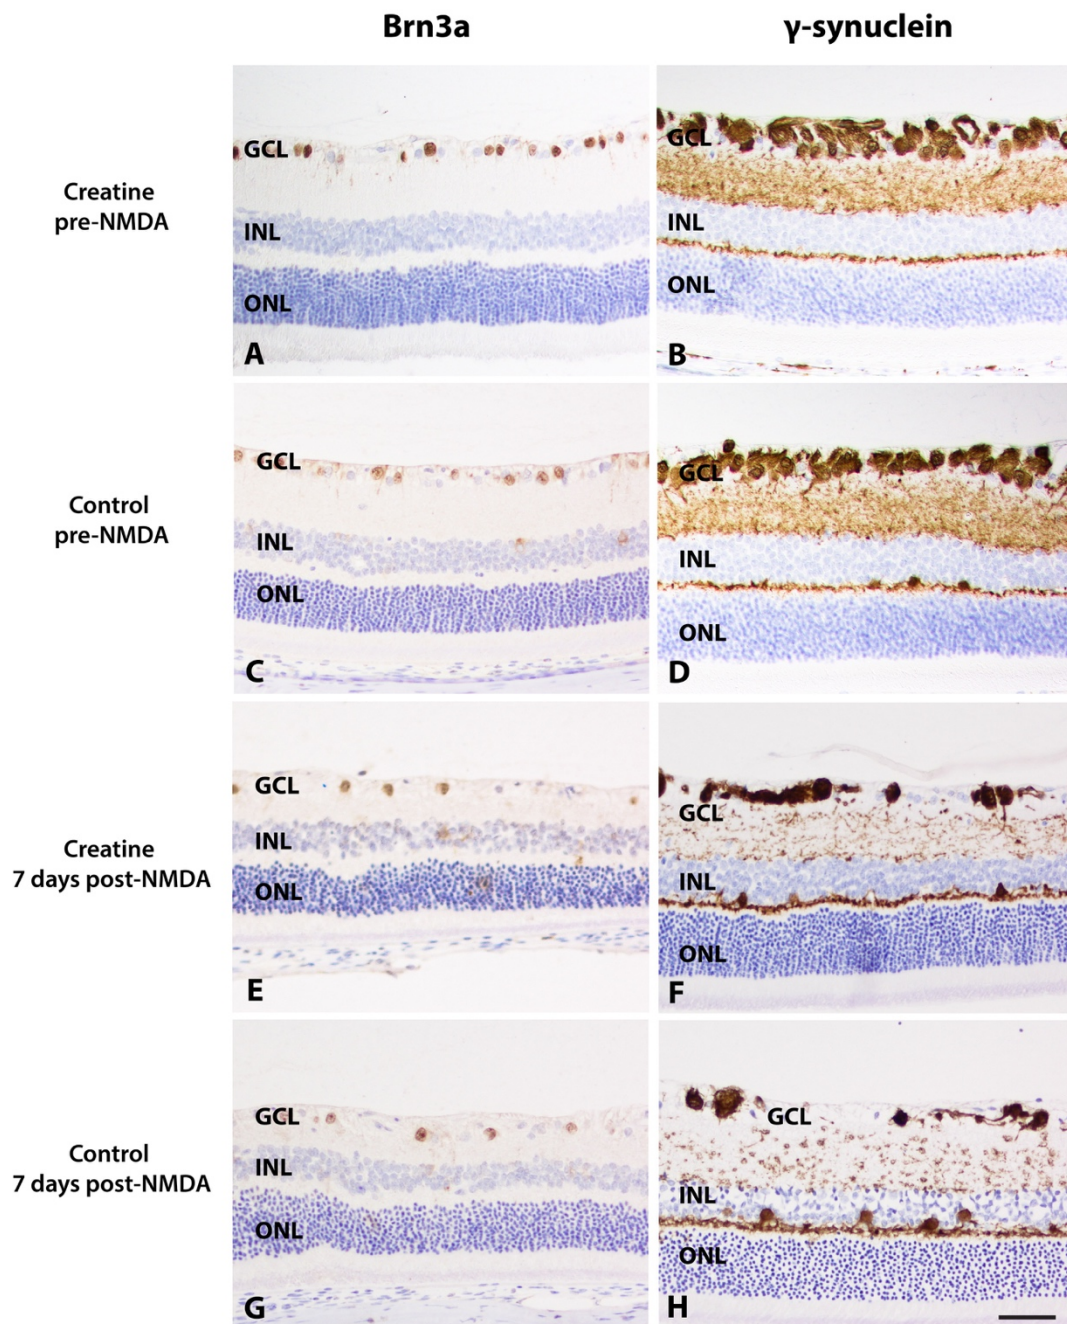 Brn3a γ-synuclein
Creatine
pre-NMDA
GCL
INL
ONL
A
GCL
INL
ONL
B
Control
pre-NMDA
GCL
INL
ONL
C
GCL
INL
ONL
D
Creatine
7 days post-NMDA
GCL
INL
ONL
E
GCL
INL
ONL
F
Control
7 days post-NMDA
GCL
INL
ONL
G
GCL
INL
ONL
H